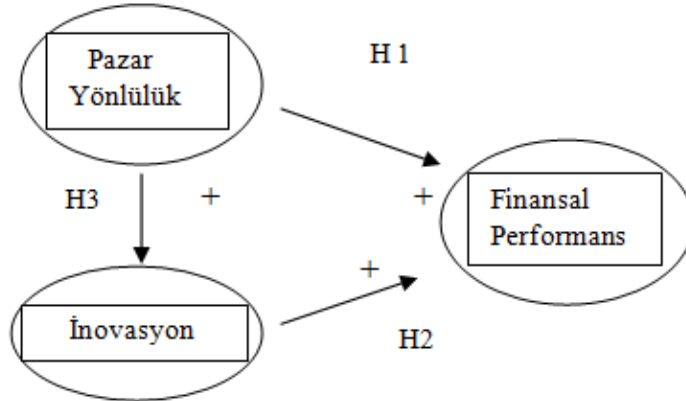 Pazar
Yönlülük
H 1
H3
+
+
Finansal
Performans
+
İnovasyon
H2